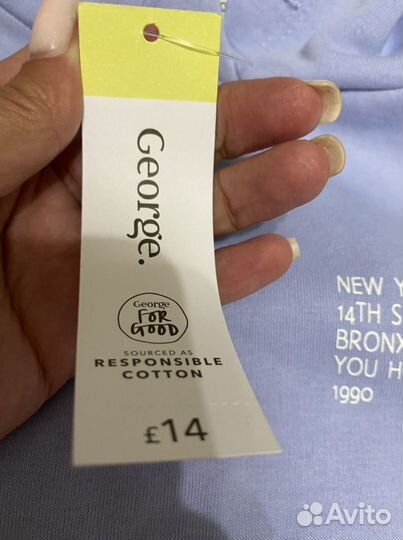 George.
George
FOR
GOOD
SOURCED AS
RESPONSIBLE
COTTON
£14
NEW Y
14TH S
BRONX
YOU H
1990
Avito